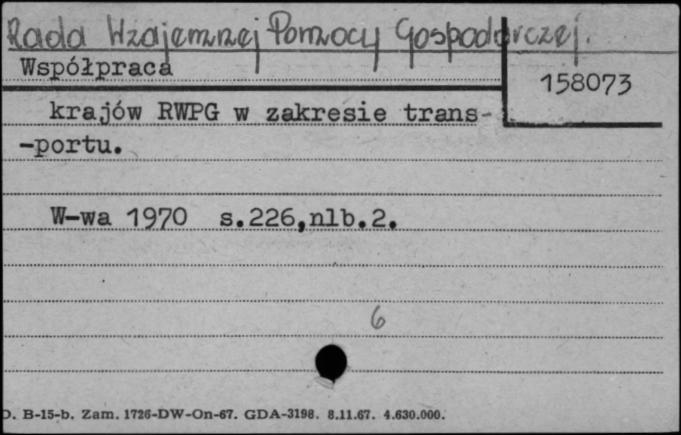 Rada Wzajemnej Pomocy Gospodarczej.
Współpraca
158073
krajów RWPG w zakresie trans-
-portu.
W-wa 1970 s.226,nlb.2.
6
D. B-15-b. Zam. 1726-DW-On-67. GDA-3198. 8.11.67. 4.630.000.